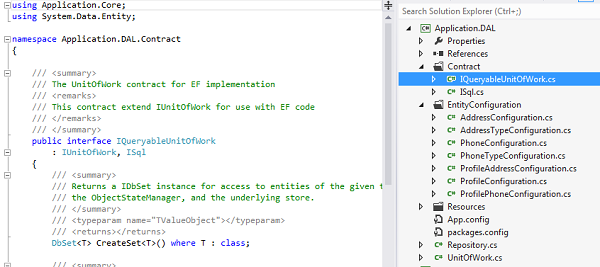 using Application.Core;
using System.Data.Entity;
namespace Application.DAL.Contract
{
/// <summary>
/// The UnitOfWork contract for EF implementation
/// <remarks>
/// This contract extend IUnitOfWork for use with EF code
/// </remarks>
/// </summary>
public interface IQueryableUnitOfWork
: IUnitOfWork, ISql
{
/// <summary>
/// Returns a IDbSet instance for access to entities of the given t
/// the ObjectStateManager, and the underlying store.
/// </summary>
/// <typeparam name="TValueObject"></typeparam>
/// <returns></returns>
DbSet<T> CreateSet<T>() where T : class;
/// <summary>
Search Solution Explorer (Ctrl+;)
Application.DAL
Properties
References
Contract
IQueryableUnitOfWork.cs
ISql.cs
EntityConfiguration
AddressConfiguration.cs
AddressTypeConfiguration.cs
PhoneConfiguration.cs
PhoneTypeConfiguration.cs
ProfileAddressConfiguration.cs
ProfileConfiguration.cs
ProfilePhoneConfiguration.cs
Resources
App.config
packages.config
Repository.cs
UnitOfWork.cs